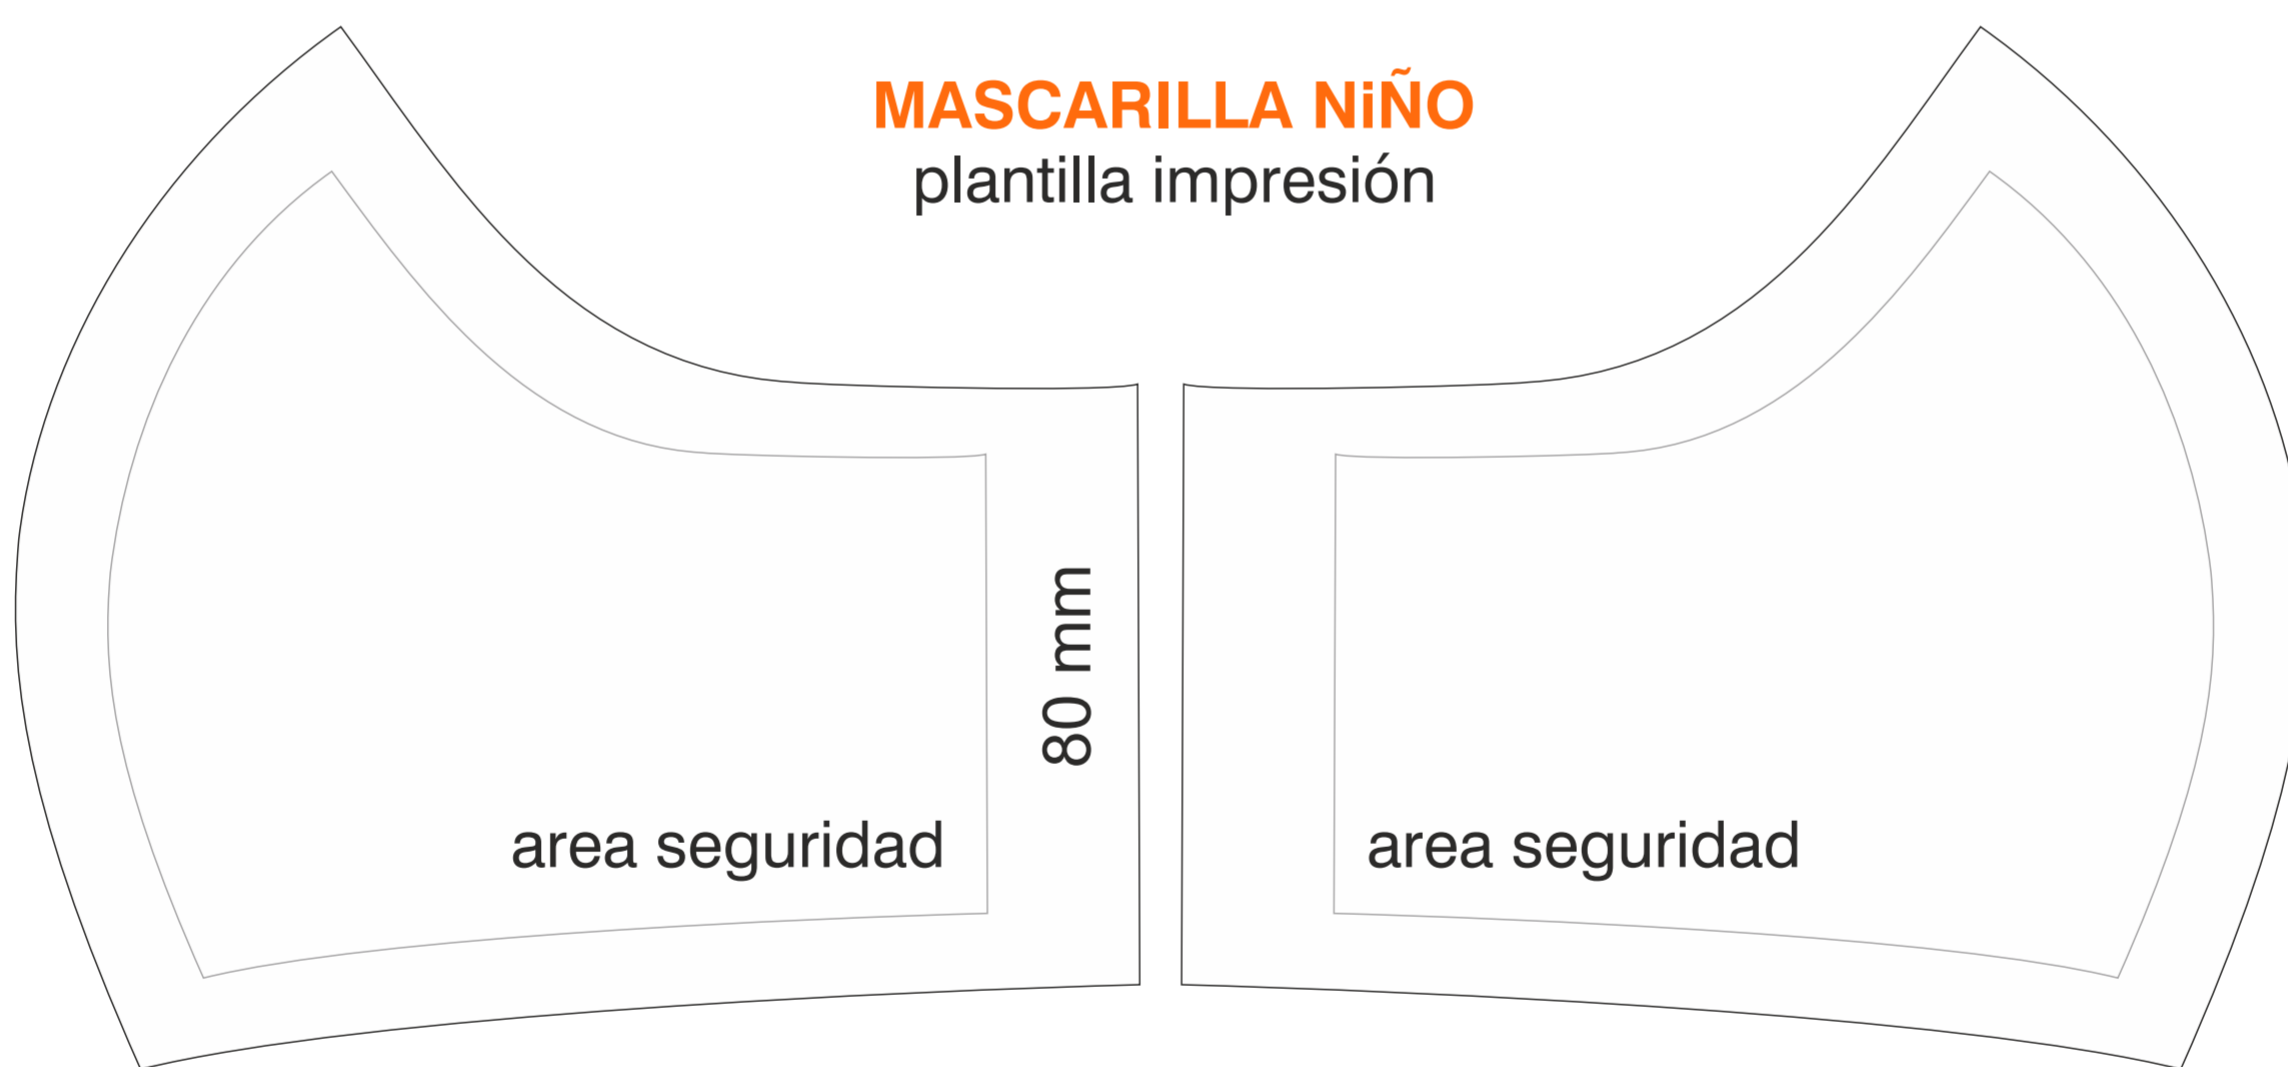 MASCARILLA NiÑO
plantilla impresión
80 mm
area seguridad
area seguridad